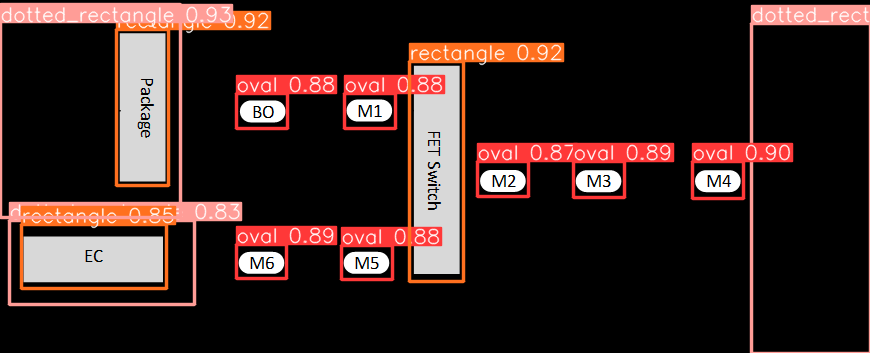 dotted_rectangle 0.93
rectangle 0.92
dotted_rect
rectangle 0.92
Package
oval 0.88
BO
oval 0.88
M1
FET Switch
oval 0.87
M2
oval 0.89
M3
oval 0.90
M4
0.83
rectangle 0.85
EC
oval 0.89
M6
oval 0.88
M5